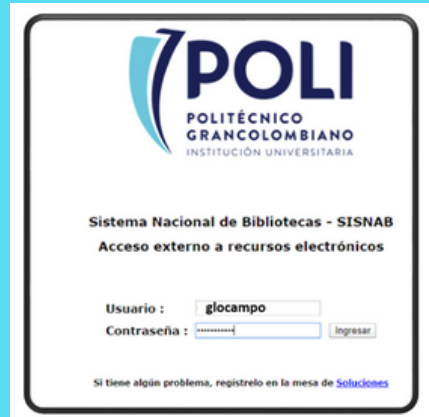 POLI
POLITÉCNICO
GRANCOLOMBIANO
INSTITUCIÓN UNIVERSITARIA
Sistema Nacional de Bibliotecas - SISNAB
Acceso externo a recursos electrónicos
Usuario : glocampo
Contraseña : ••••••••••• Ingresar
Si tiene algún problema, registrelo en la mesa de Soluciones